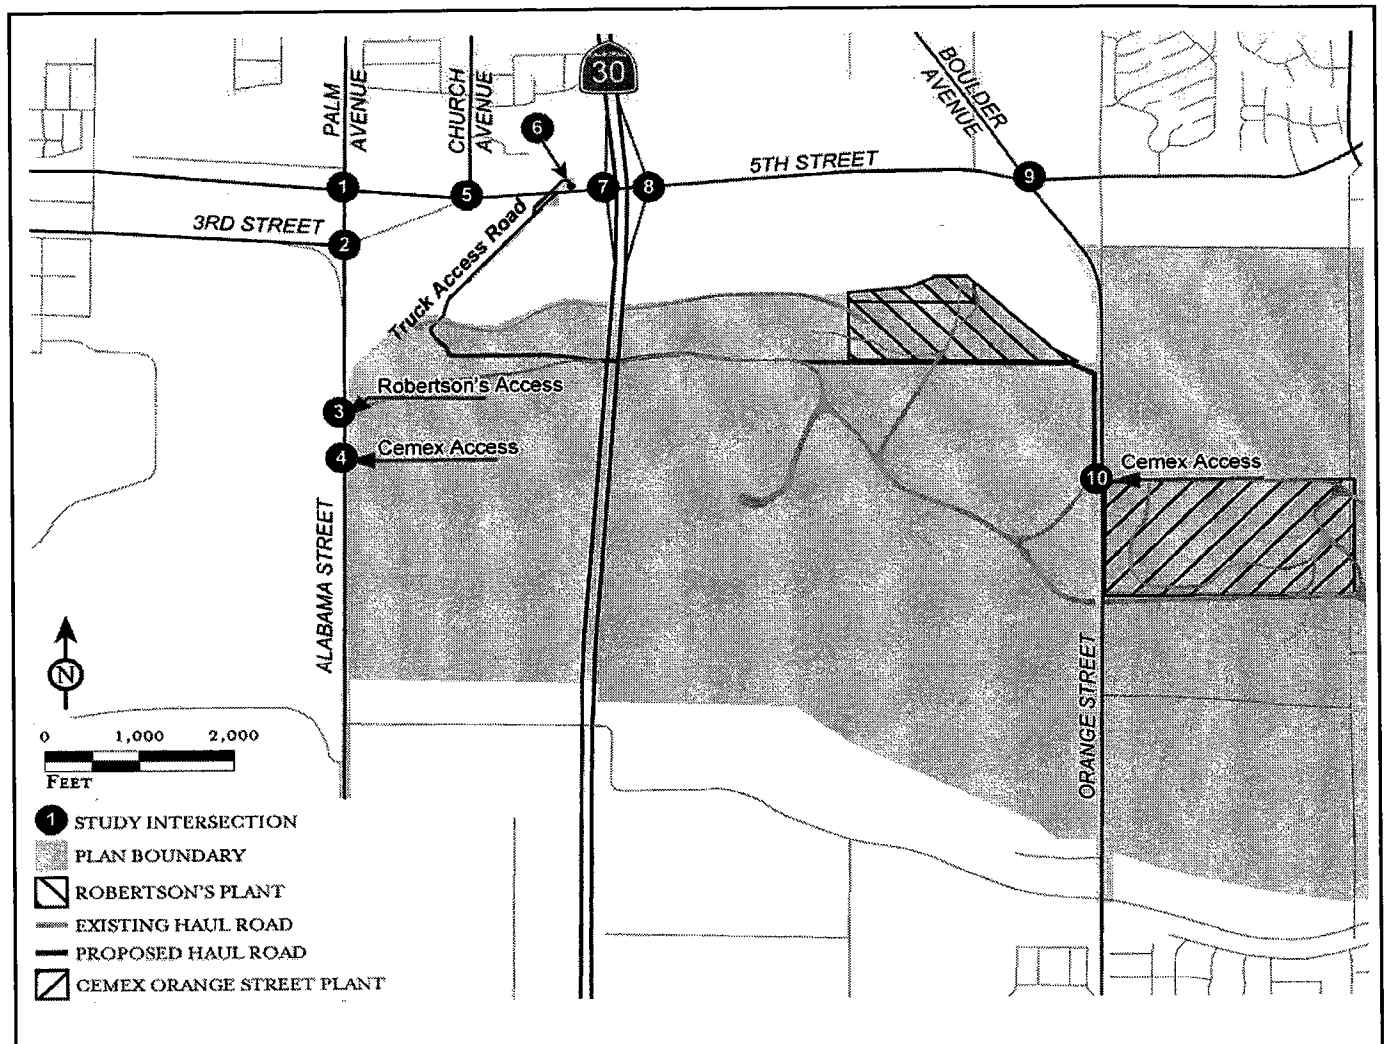 30
PALM
AVENUE
CHURCH
AVENUE
BOULDER
AVENUE
6
5TH STREET
1
5
7
8
9
3RD STREET
2
Truck Access Road
Robertson's Access
3
Cemex Access
4
10
Cemex Access
ALABAMA STREET
ORANGE STREET
N
0 1,000 2,000
FEET
1 STUDY INTERSECTION
PLAN BOUNDARY
ROBERTSON'S PLANT
EXISTING HAUL ROAD
PROPOSED HAUL ROAD
CEMEX ORANGE STREET PLANT